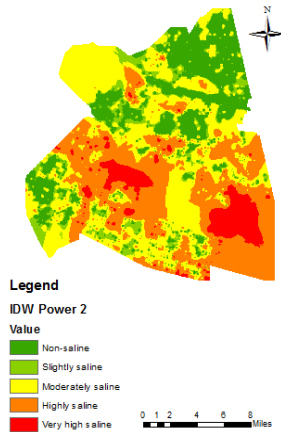 N
Legend
IDW Power 2
Value
Non-saline
Slightly saline
Moderately saline
Highly saline
Very high saline
0 1 2 4 6 8
Miles